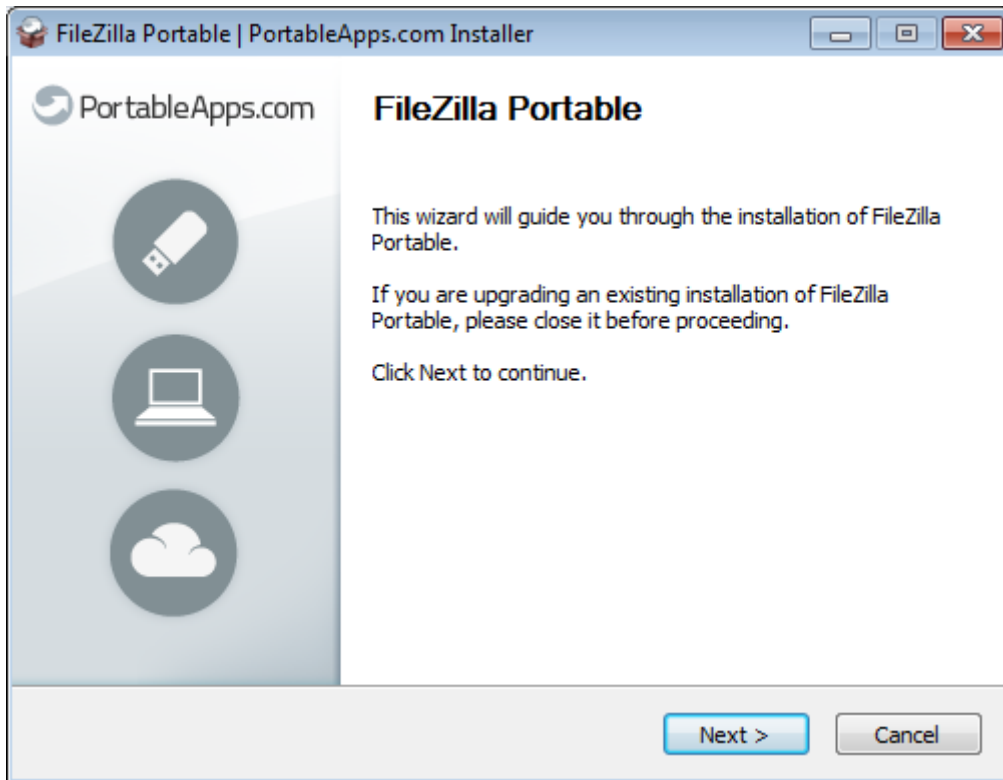 FileZilla Portable | PortableApps.com Installer
PortableApps.com
FileZilla Portable
This wizard will guide you through the installation of FileZilla
Portable.
If you are upgrading an existing installation of FileZilla
Portable, please close it before proceeding.
Click Next to continue.
Next >
Cancel